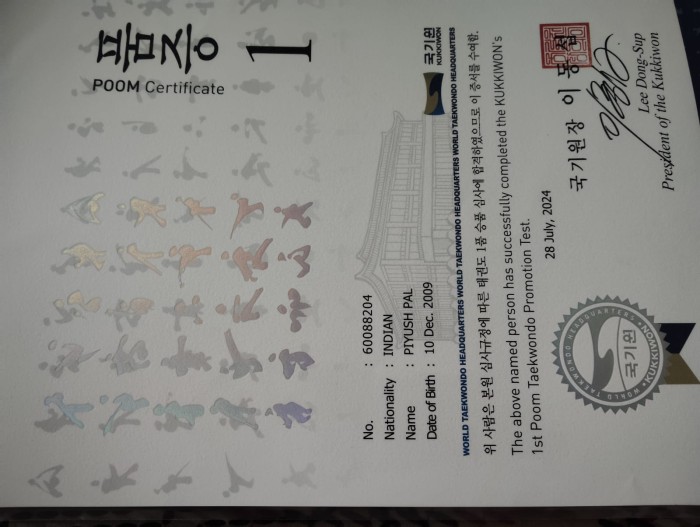 품증
POOM Certificate
1
국기원
KUKKIWON
No. : 60088204
Nationality : INDIAN
Name : PIYUSH PAL
Date of Birth : 10 Dec. 2009
WORLD TAEKWONDO HEADQUARTERS WORLD TAEKWONDO HEADQUARTERS WORLD TAEKWONDO HEADQUARTERS
위 사람은 본원 심사규정에 따른 태권도 1품 승품 심사에 합격하였으므로 이 증서를 수여함.
The above named person has successfully completed the KUKKIWON's
1st Poom Taekwondo Promotion Test.
28 July, 2024
국기원장 이 동 섭
Lee Dong-Sup
President of the Kukkiwon
WORLD TAEKWONDO HEADQUARTERS
국기원
KUKKIWON